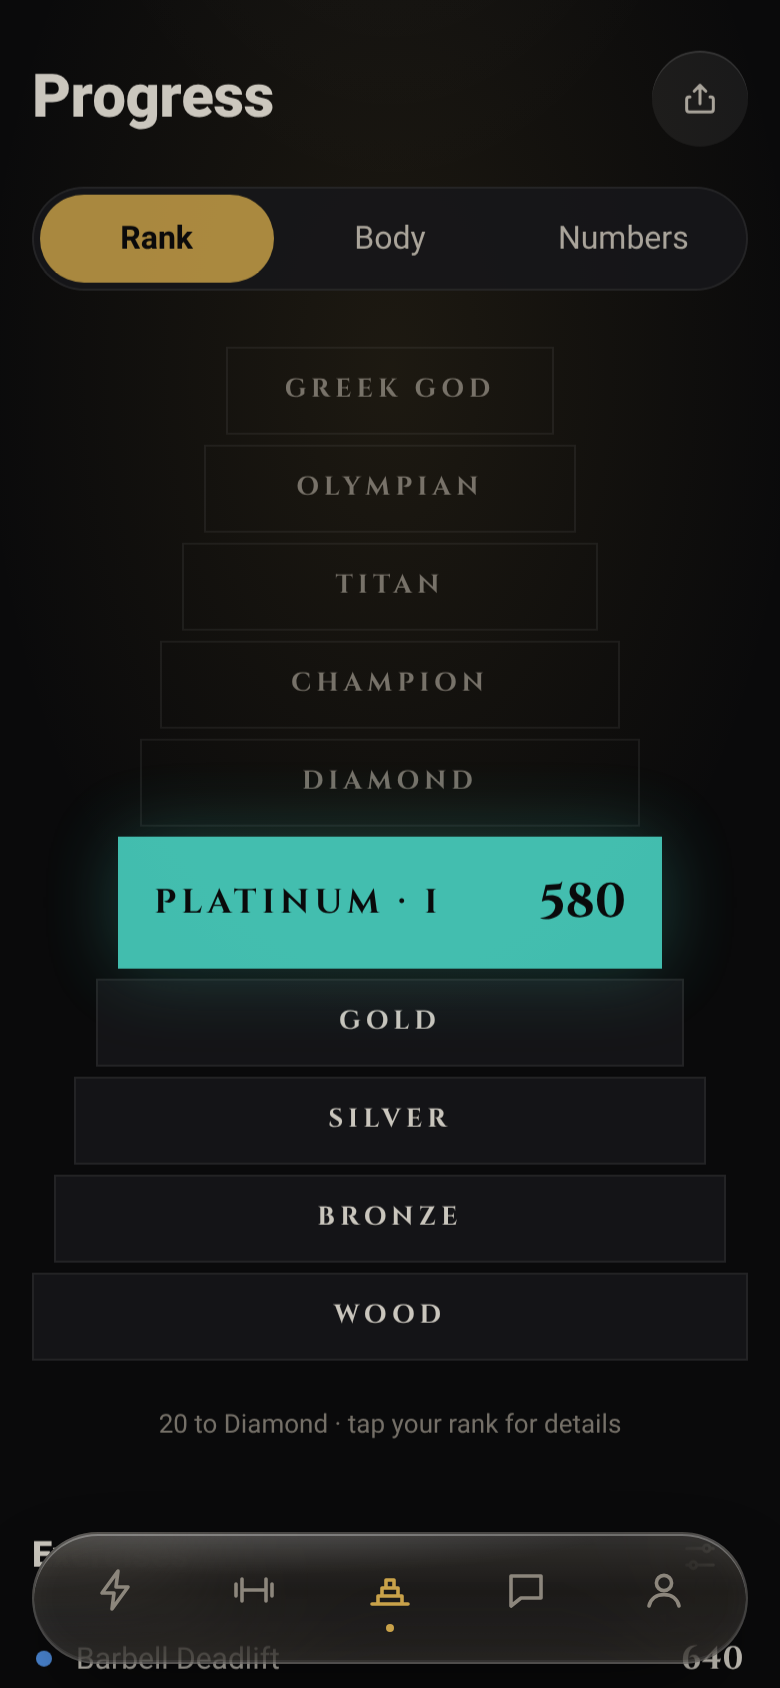 Progress
Rank Body Numbers
GREEK GOD
OLYMPIAN
TITAN
CHAMPION
DIAMOND
PLATINUM · I 580
GOLD
SILVER
BRONZE
WOOD
20 to Diamond · tap your rank for details
Barbell Deadlift 640